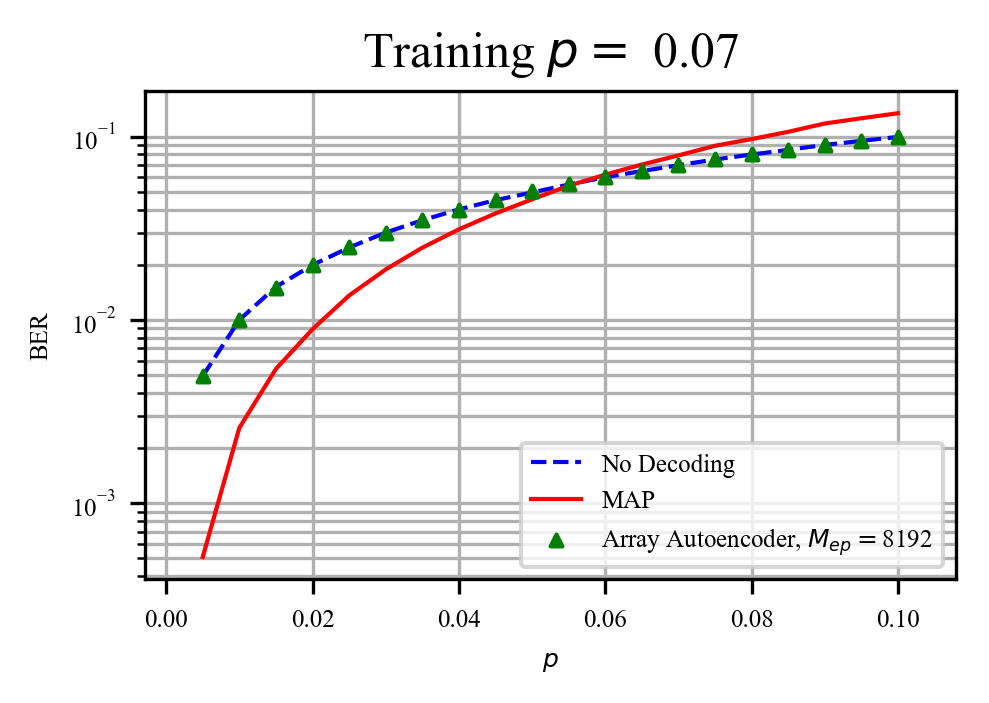 Training p = 0.07
BER
10⁻¹
10⁻²
10⁻³
No Decoding
MAP
Array Autoencoder, Mₑₚ = 8192
0.00 0.02 0.04 0.06 0.08 0.10
p